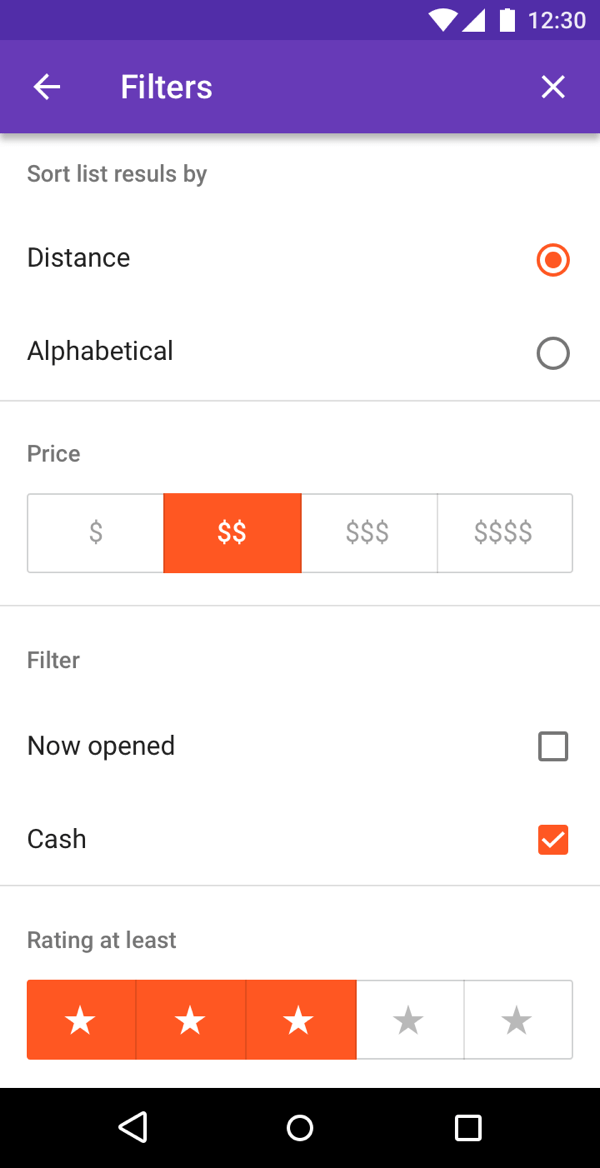 12:30
Filters
Sort list resuls by
Distance
Alphabetical
Price
$ $$ $$$ $$$$
Filter
Now opened
Cash
Rating at least